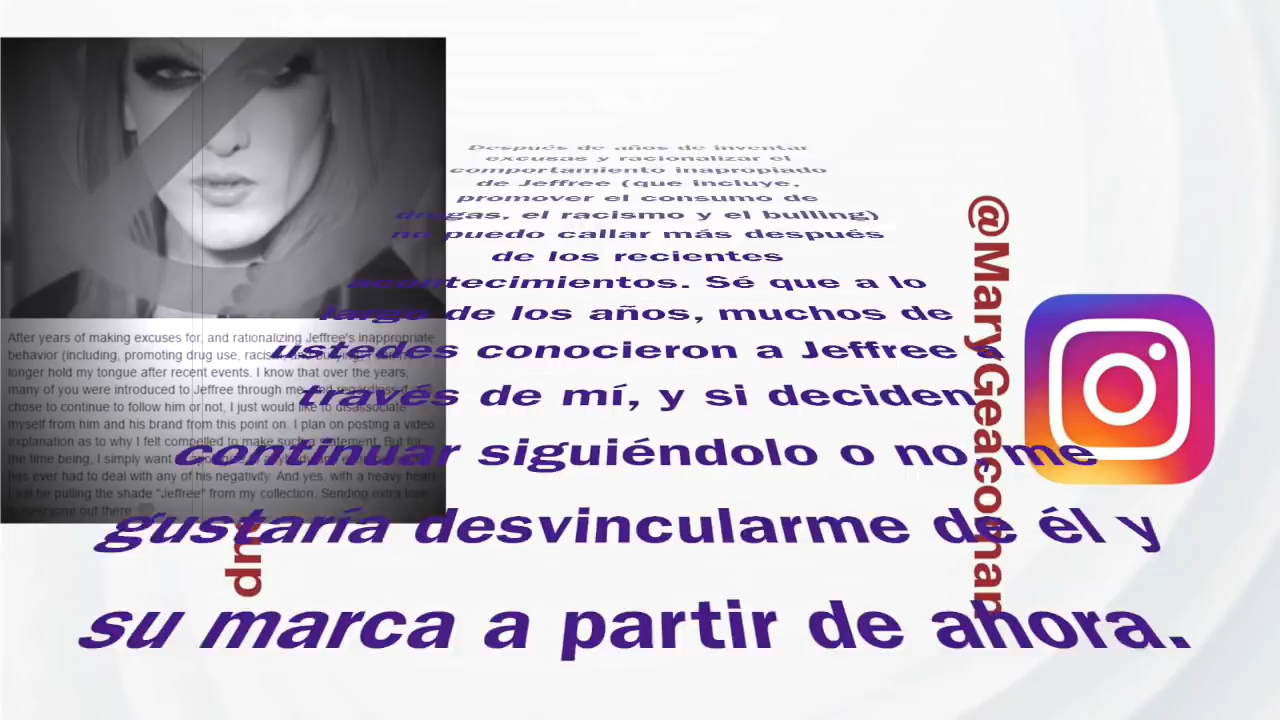 Después de años de inventar
excusas y racionalizar el
comportamiento inapropiado
de Jeffree (que incluye,
promover el consumo de
drogas, el racismo y el bulling)
no puedo callar más después
de los recientes
acontecimientos. Sé que a lo
largo de los años, muchos de
ustedes conocieron a Jeffree a
través de mí, y si deciden
continuar siguiéndolo o no, me
gustaría desvincularme de él y
su marca a partir de ahora.
After years of making excuses for, and rationalizing Jeffree's inappropriate
behavior (including, promoting drug use, racism, and bullying)
longer hold my tongue after recent events. I know that over the years,
many of you were introduced to Jeffree through me, and regardless
chose to continue to follow him or not, I just would like to disassociate
myself from him and his brand from this point on. I plan on posting a video
explanation as to why I felt compelled to make such a statement. But for
the time being, I simply want
has ever had to deal with any of his negativity. And yes, with a heavy heart
I will be pulling the shade "Jeffree" from my collection. Sending extra love
to everyone out there
@MaryGeaconan